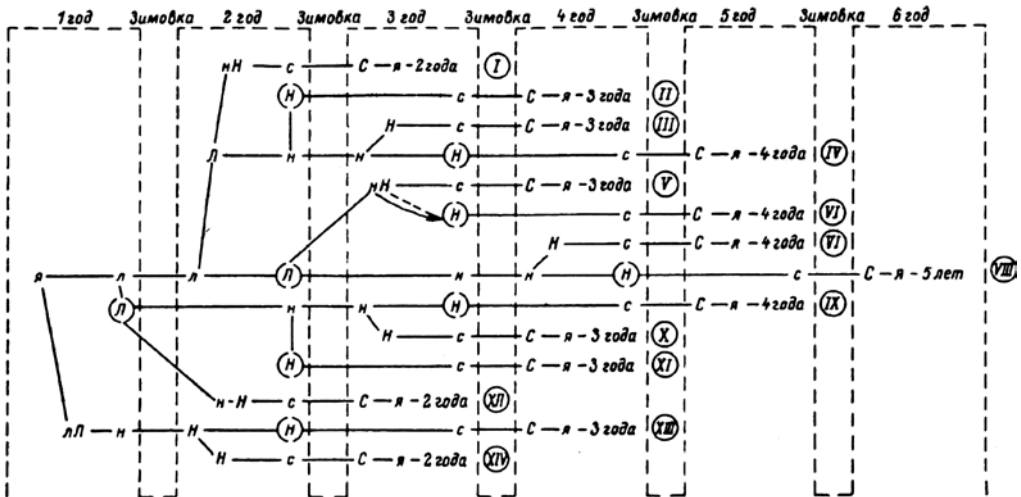 1 год Зимовка 2 год Зимовка 3 год Зимовка 4 год Зимовка 5 год Зимовка 6 год
нН с С я - 2 года I
Н с С я - 3 года II
Н с С я - 3 года III
Л н н Н с С я - 4 года IV
нН с С я - 3 года V
Н с С я - 4 года VI
Н с С я - 4 года VI
я л л Л н н Н с С я - 5 лет VIII
Л н н Н с С я - 4 года IX
Н с С я - 3 года X
Н с С я - 3 года XI
н-Н с С я - 2 года XII
лЛ н Н Н с С я - 3 года XIII
Н с С я - 2 года XIV